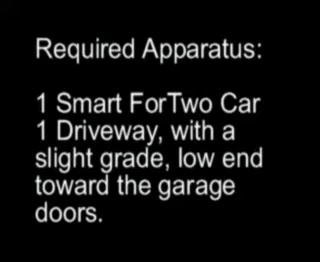 Required Apparatus:
1 Smart ForTwo Car
1 Driveway, with a
slight grade, low end
toward the garage
doors.